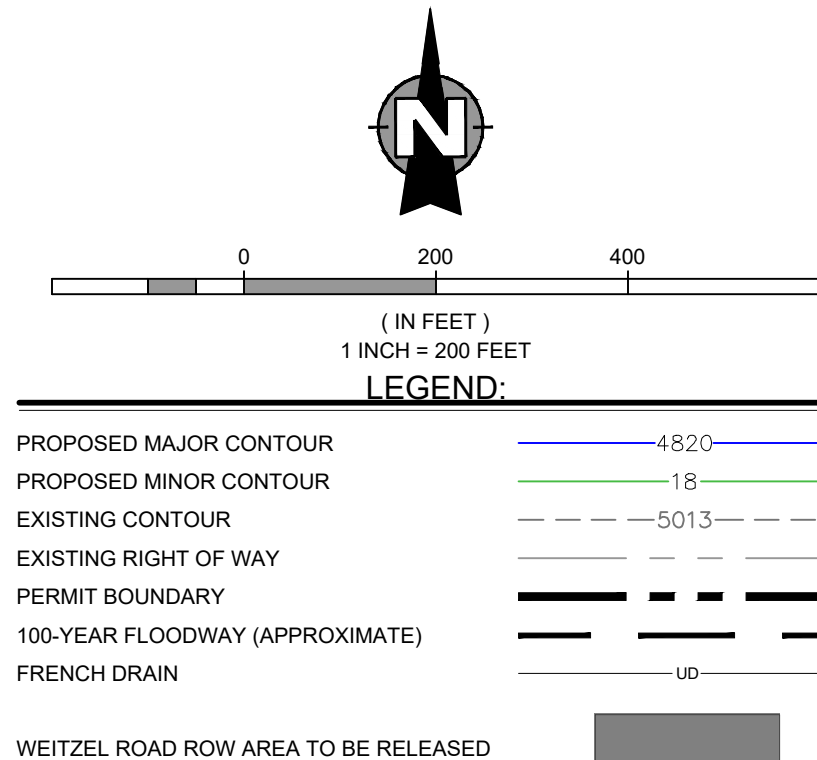 N
0 200 400
( IN FEET )
1 INCH = 200 FEET
LEGEND:
PROPOSED MAJOR CONTOUR 4820
PROPOSED MINOR CONTOUR 18
EXISTING CONTOUR 5013
EXISTING RIGHT OF WAY
PERMIT BOUNDARY
100-YEAR FLOODWAY (APPROXIMATE)
FRENCH DRAIN UD
WEITZEL ROAD ROW AREA TO BE RELEASED